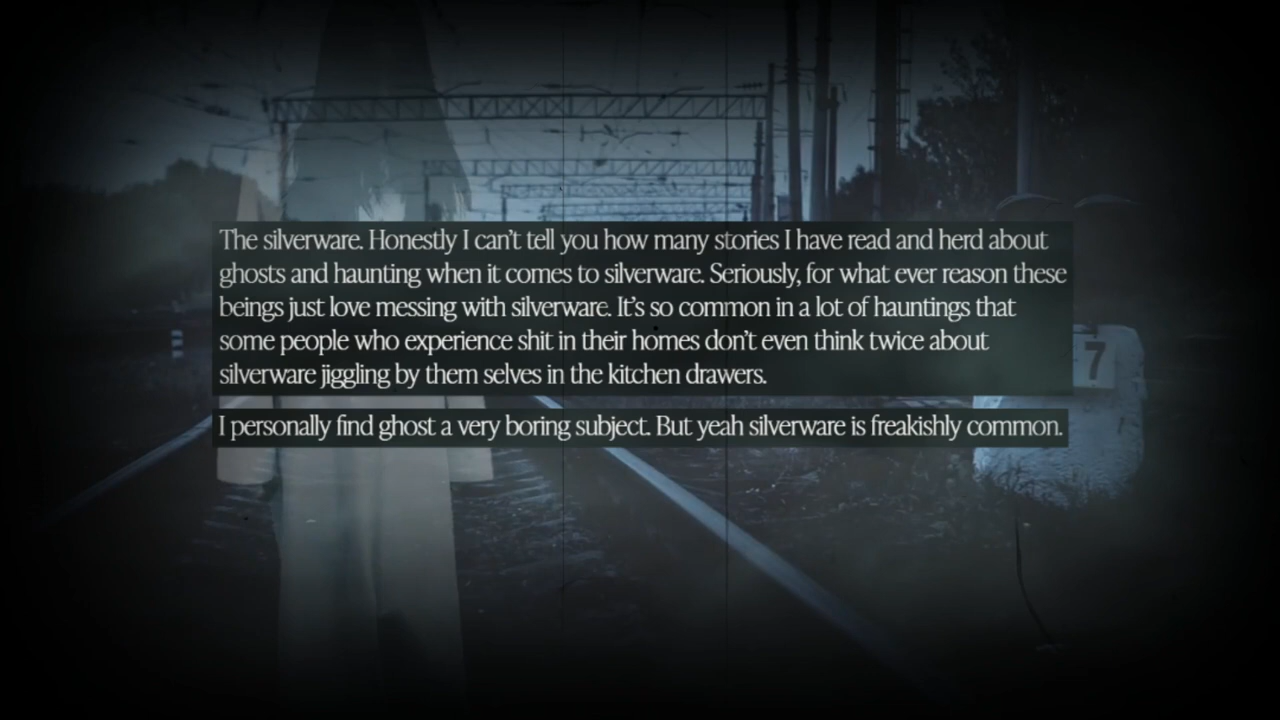 The silverware. Honestly I can't tell you how many stories I have read and herd about
ghosts and haunting when it comes to silverware. Seriously, for what ever reason these
beings just love messing with silverware. It's so common in a lot of hauntings that
some people who experience shit in their homes don't even think twice about
silverware jiggling by them selves in the kitchen drawers.
I personally find ghost a very boring subject. But yeah silverware is freakishly common.
7